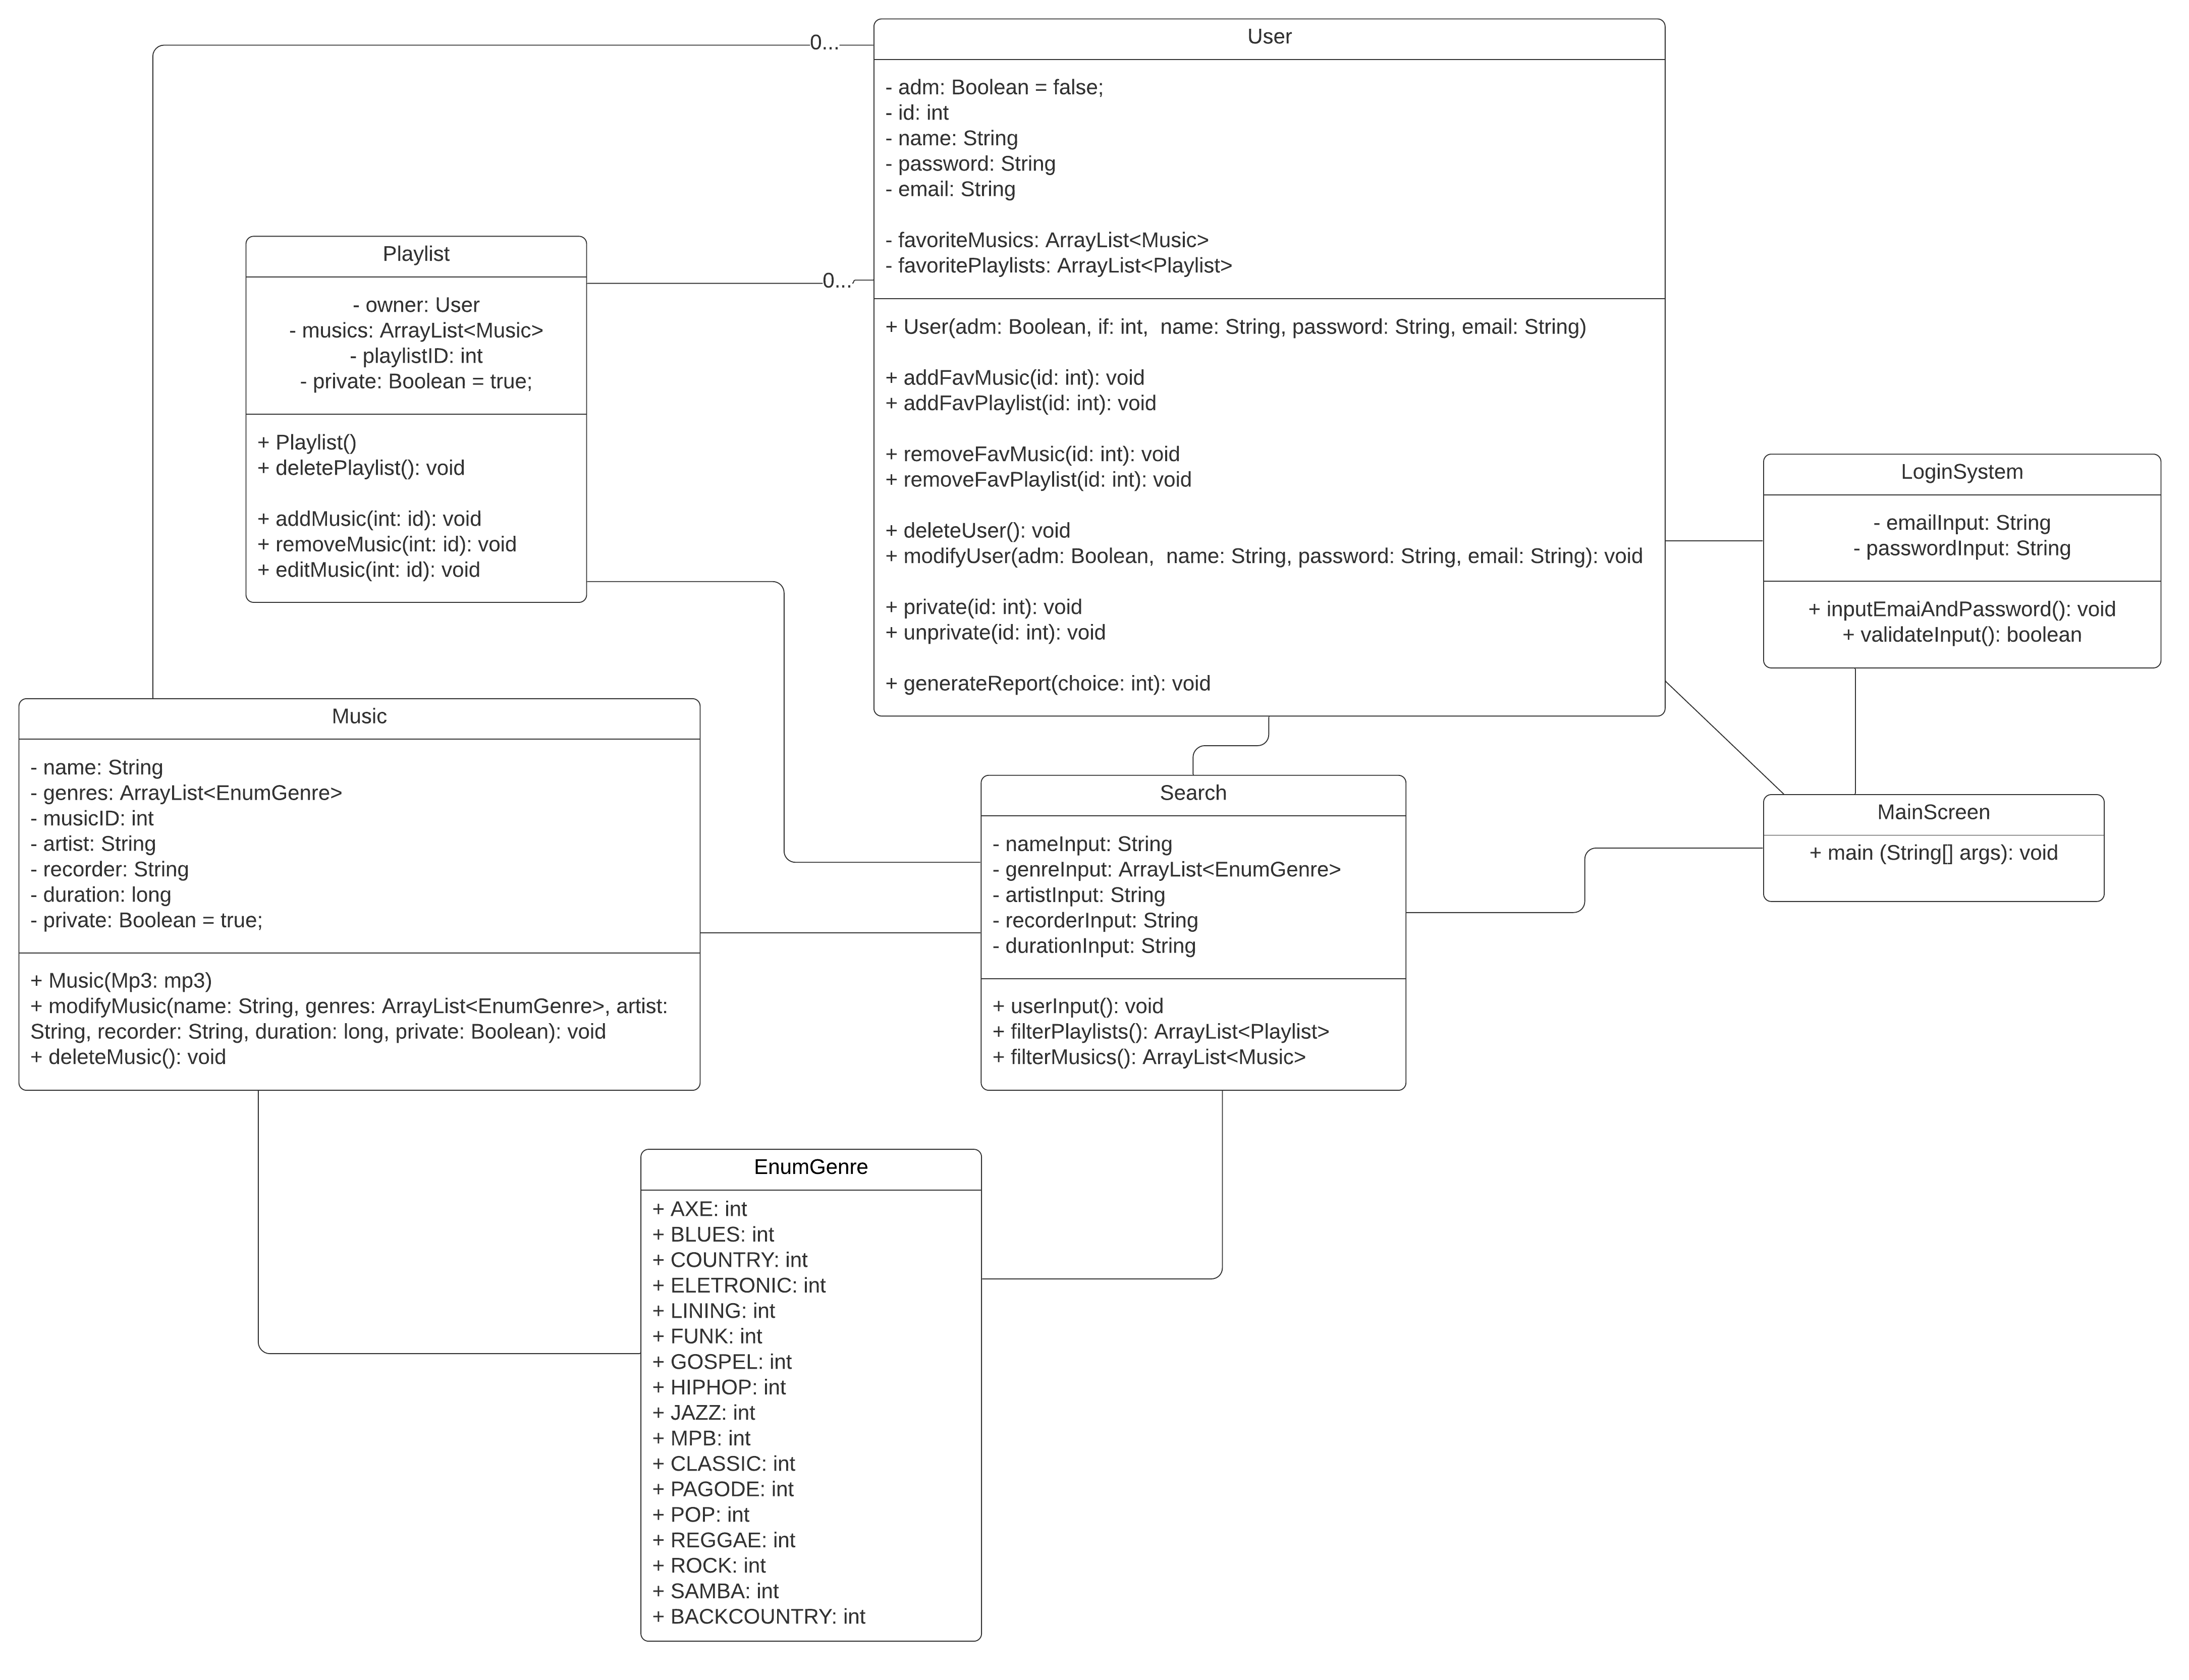 0...
User
- adm: Boolean = false;
- id: int
- name: String
- password: String
- email: String
- favoriteMusics: ArrayList<Music>
- favoritePlaylists: ArrayList<Playlist>
+ User(adm: Boolean, if: int,  name: String, password: String, email: String)
+ addFavMusic(id: int): void
+ addFavPlaylist(id: int): void
+ removeFavMusic(id: int): void
+ removeFavPlaylist(id: int): void
+ deleteUser(): void
+ modifyUser(adm: Boolean,  name: String, password: String, email: String): void
+ private(id: int): void
+ unprivate(id: int): void
+ generateReport(choice: int): void
0...
Playlist
- owner: User
- musics: ArrayList<Music>
- playlistID: int
- private: Boolean = true;
+ Playlist()
+ deletePlaylist(): void
+ addMusic(int: id): void
+ removeMusic(int: id): void
+ editMusic(int: id): void
LoginSystem
- emailInput: String
- passwordInput: String
+ inputEmaiAndPassword(): void
+ validateInput(): boolean
Music
- name: String
- genres: ArrayList<EnumGenre>
- musicID: int
- artist: String
- recorder: String
- duration: long
- private: Boolean = true;
+ Music(Mp3: mp3)
+ modifyMusic(name: String, genres: ArrayList<EnumGenre>, artist:
String, recorder: String, duration: long, private: Boolean): void
+ deleteMusic(): void
Search
- nameInput: String
- genreInput: ArrayList<EnumGenre>
- artistInput: String
- recorderInput: String
- durationInput: String
+ userInput(): void
+ filterPlaylists(): ArrayList<Playlist>
+ filterMusics(): ArrayList<Music>
MainScreen
+ main (String[] args): void
EnumGenre
+ AXE: int
+ BLUES: int
+ COUNTRY: int
+ ELETRONIC: int
+ LINING: int
+ FUNK: int
+ GOSPEL: int
+ HIPHOP: int
+ JAZZ: int
+ MPB: int
+ CLASSIC: int
+ PAGODE: int
+ POP: int
+ REGGAE: int
+ ROCK: int
+ SAMBA: int
+ BACKCOUNTRY: int